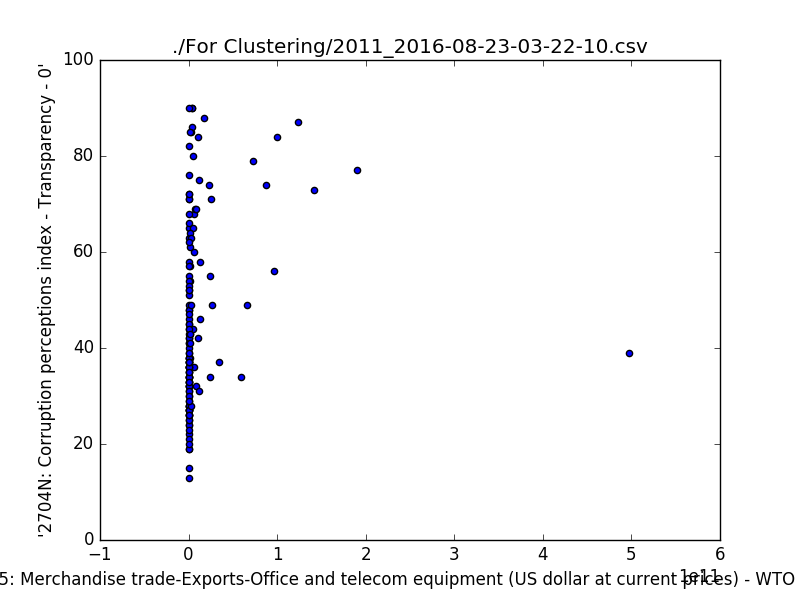 ./For Clustering/2011_2016-08-23-03-22-10.csv
'2704N: Corruption perceptions index - Transparency - 0'
100
80
60
40
20
0
−1 0 1 2 3 4 5 6
1e11
5: Merchandise trade-Exports-Office and telecom equipment (US dollar at current prices) - WTO